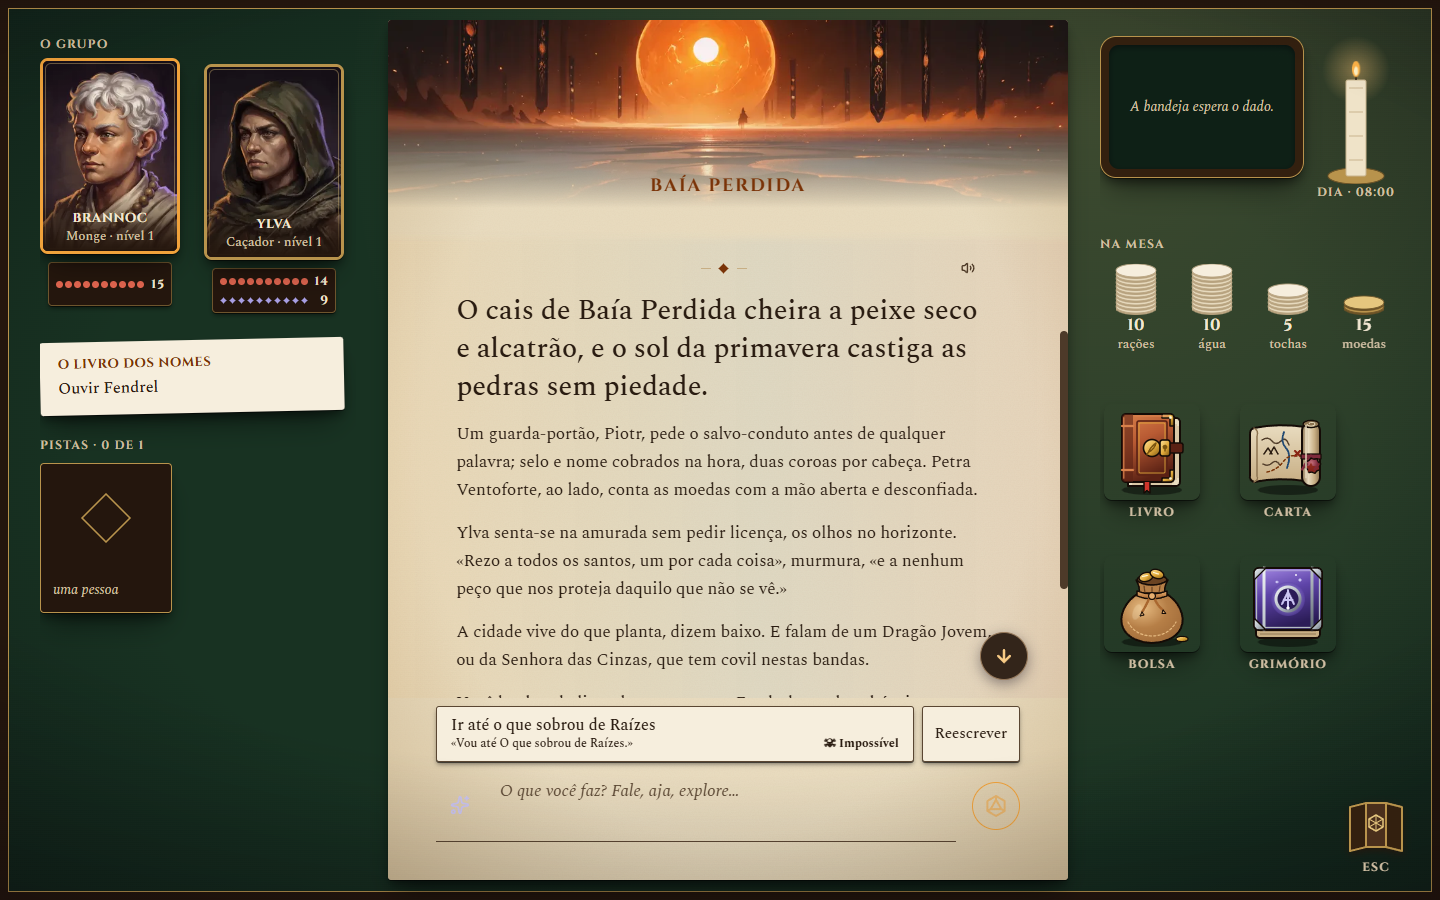 O GRUPO
BRANNOC
Monge · nível 1
15
YLVA
Caçador · nível 1
14
9
O LIVRO DOS NOMES
Ouvir Fendrel
PISTAS · 0 DE 1
uma pessoa
BAÍA PERDIDA
O cais de Baía Perdida cheira a peixe seco
e alcatrão, e o sol da primavera castiga as
pedras sem piedade.
Um guarda-portão, Piotr, pede o salvo-conduto antes de qualquer
palavra; selo e nome cobrados na hora, duas coroas por cabeça. Petra
Ventoforte, ao lado, conta as moedas com a mão aberta e desconfiada.
Ylva senta-se na amurada sem pedir licença, os olhos no horizonte.
«Rezo a todos os santos, um por cada coisa», murmura, «e a nenhum
peço que nos proteja daquilo que não se vê.»
A cidade vive do que planta, dizem baixo. E falam de um Dragão Jovem,
ou da Senhora das Cinzas, que tem covil nestas bandas.
Ir até o que sobrou de Raízes
«Vou até O que sobrou de Raízes.»
Impossível
Reescrever
O que você faz? Fale, aja, explore...
A bandeja espera o dado.
DIA · 08:00
NA MESA
10
rações
10
água
5
tochas
15
moedas
LIVRO
CARTA
BOLSA
GRIMÓRIO
ESC